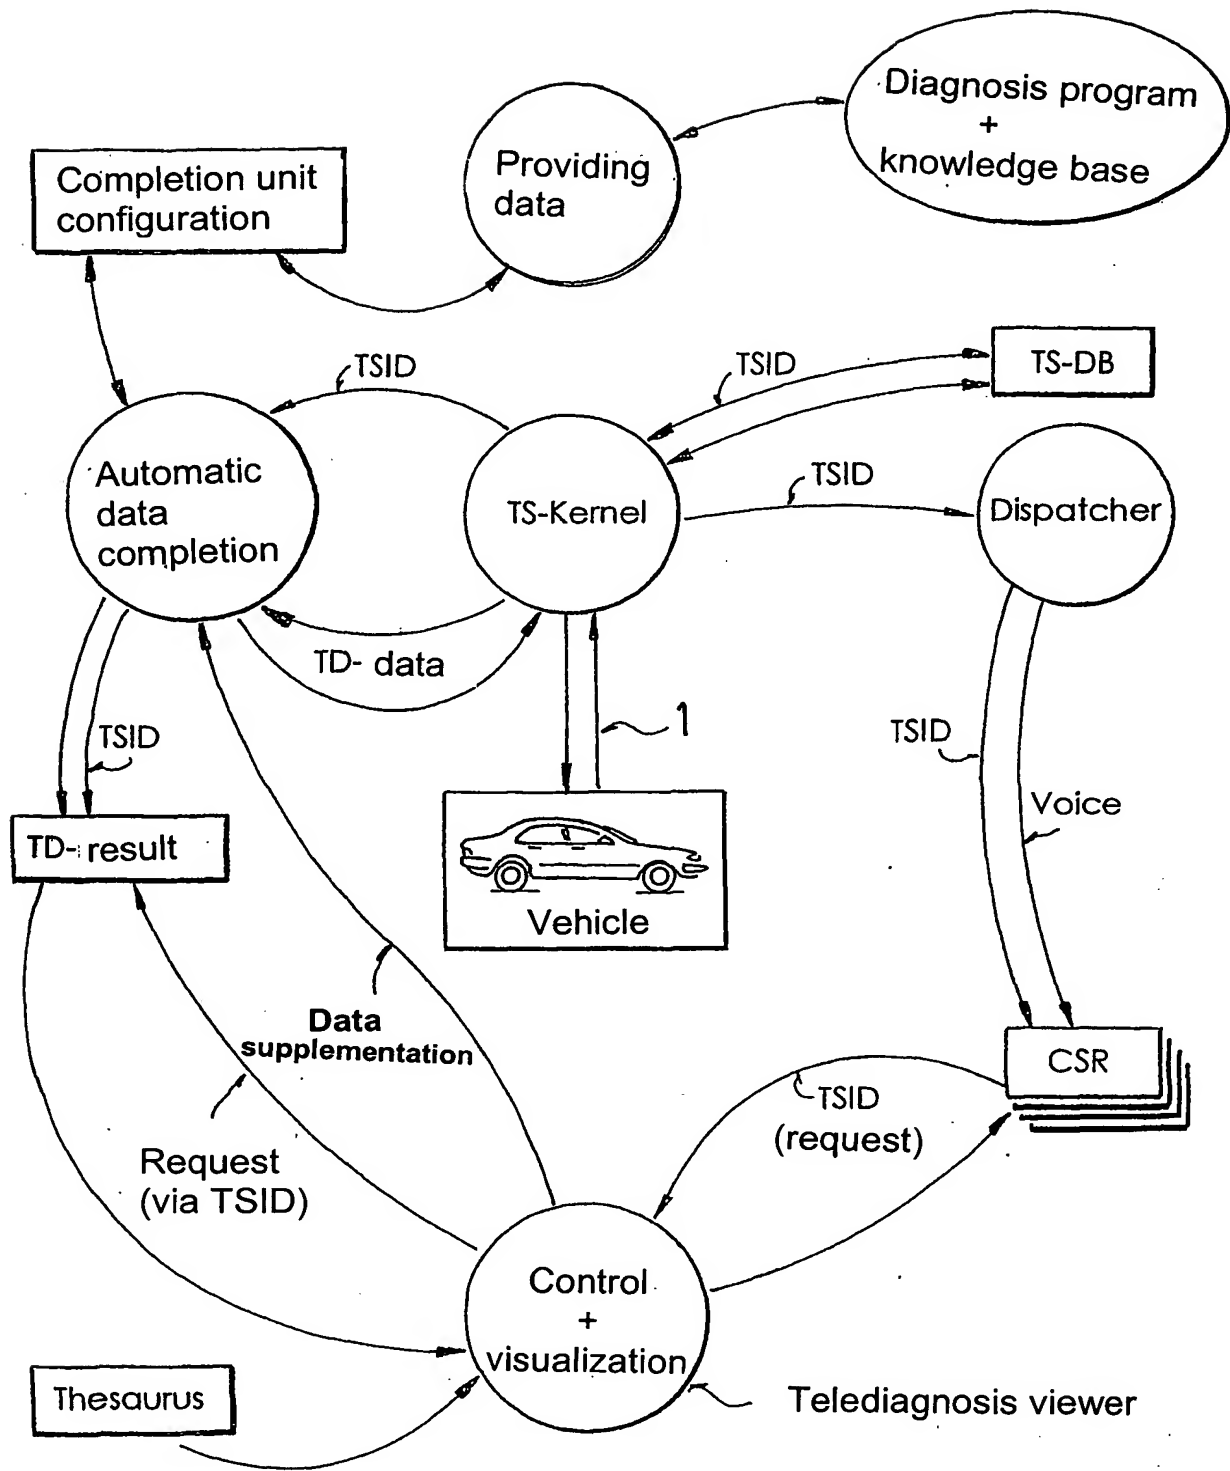 Diagnosis program
+
knowledge base
Providing
data
Completion unit
configuration
TSID
TSID
TS-DB
Automatic
data
completion
TS-Kernel
TSID
Dispatcher
TD- data
TSID
1
TSID
Voice
TD- result
Vehicle
Data
supplementation
CSR
TSID
(request)
Request
(via TSID)
Control
+
visualization
Thesaurus
Telediagnosis viewer